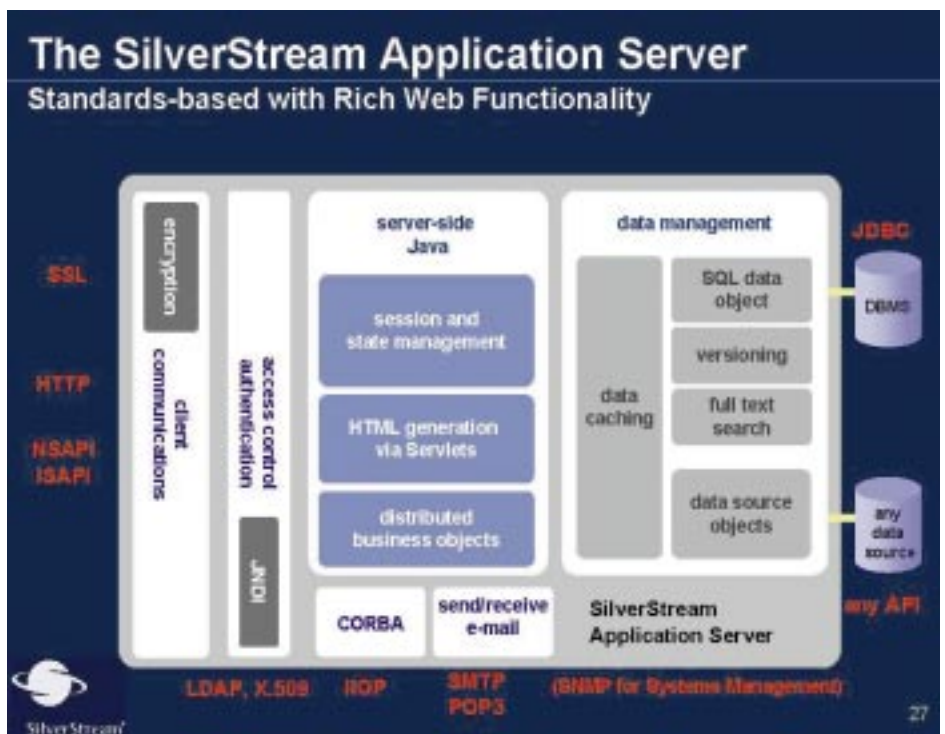 The SilverStream Application Server
Standards-based with Rich Web Functionality
SSL
HTTP
NSAPI
ISAPI
encryption
client
communications
access control
authentication
JNDI
server-side
Java
session and
state management
HTML generation
via Servlets
distributed
business objects
CORBA
send/receive
e-mail
data management
data
caching
SQL data
object
versioning
full text
search
data source
objects
SilverStream
Application Server
JDBC
DBMS
any
data
source
any API
LDAP, X.509
IIOP
SMTP
POP3
(SNMP for Systems Management)
SilverStream
27